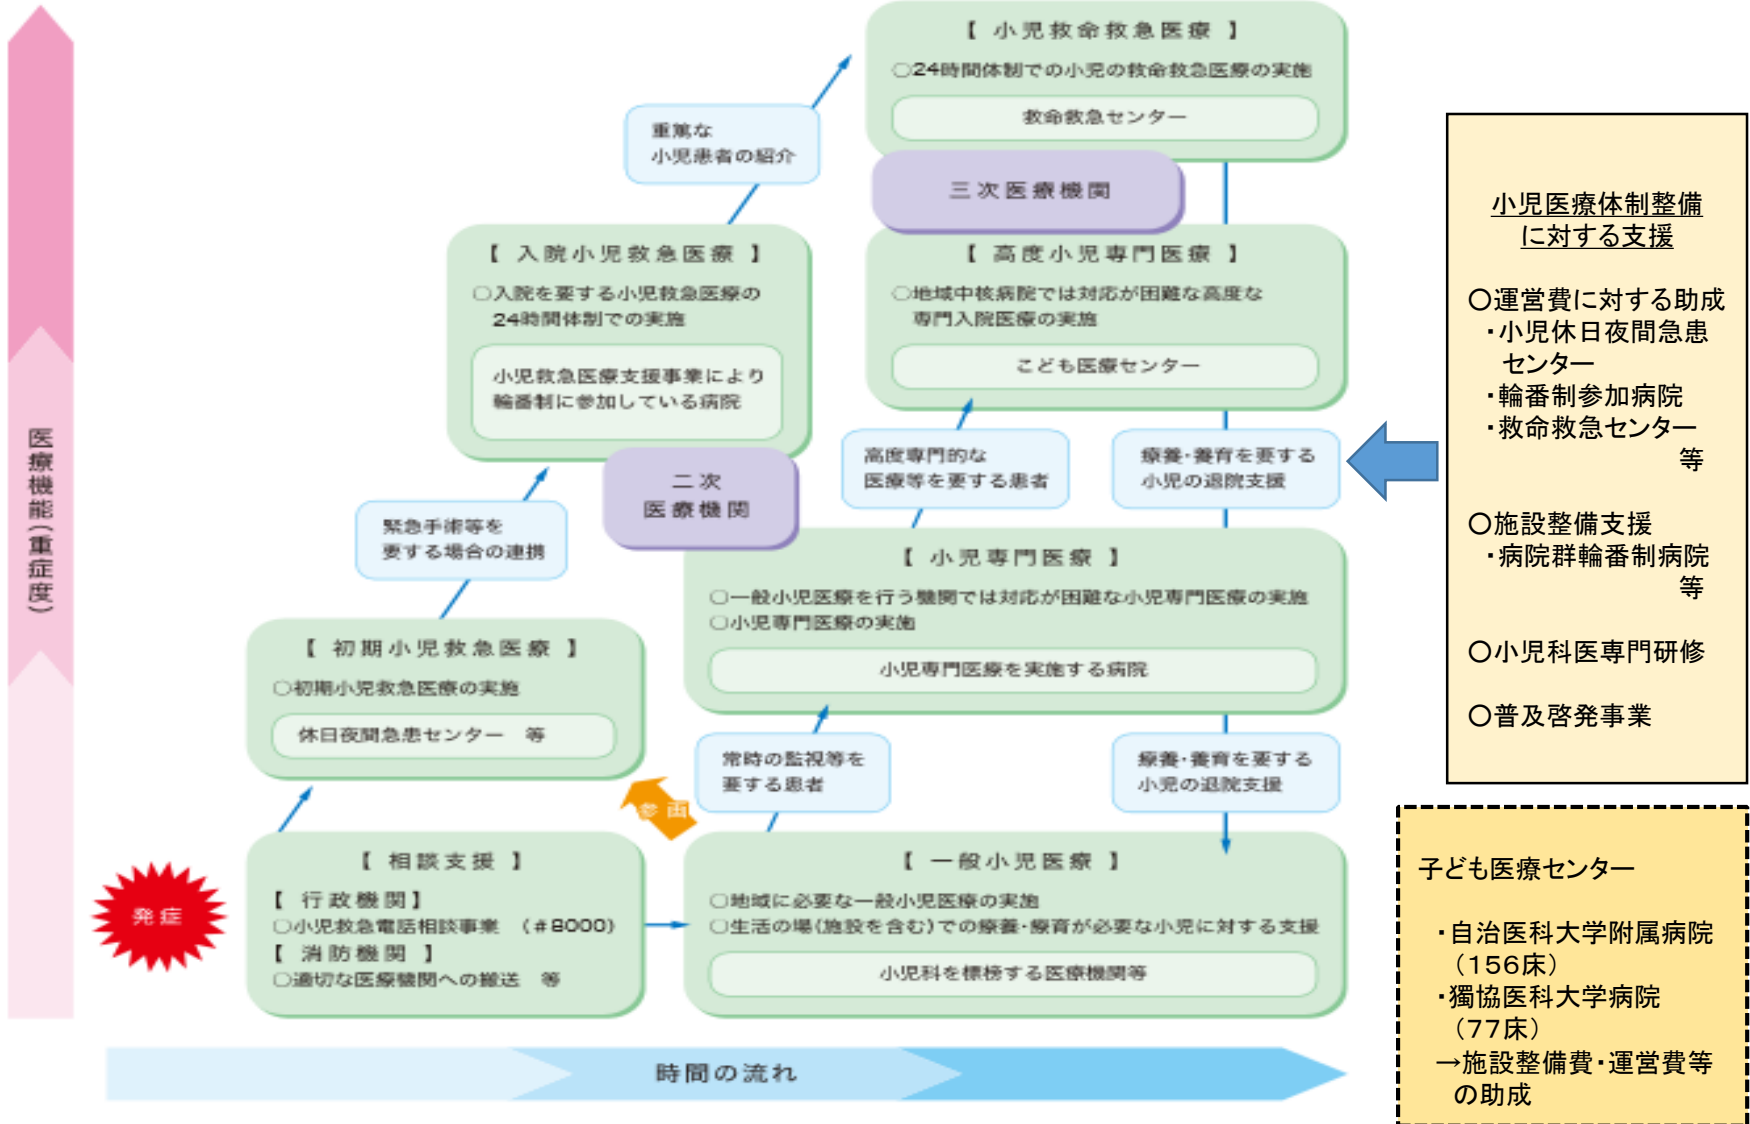 【 小児救命救急医療 】
○24時間体制での小児の救命救急医療の実施
救命救急センター
重篤な
小児患者の紹介
三次医療機関
【 入院小児救急医療 】
○入院を要する小児救急医療の
24時間体制での実施
小児救急医療支援事業により
輪番制に参加している病院
【 高度小児専門医療 】
○地域中核病院では対応が困難な高度な
専門入院医療の実施
こども医療センター
二次
医療機関
高度専門的な
医療等を要する患者
療養・養育を要する
小児の退院支援
緊急手術等を
要する場合の連携
【 小児専門医療 】
○一般小児医療を行う機関では対応が困難な小児専門医療の実施
○小児専門医療の実施
小児専門医療を実施する病院
【 初期小児救急医療 】
○初期小児救急医療の実施
休日夜間急患センター 等
常時の監視等を
要する患者
療養・養育を要する
小児の退院支援
参画
発症
【 相談支援 】
【 行政機関】
○小児救急電話相談事業 （＃8000）
【 消防機関 】
○適切な医療機関への搬送 等
【 一般小児医療 】
○地域に必要な一般小児医療の実施
○生活の場（施設を含む）での療養・療育が必要な小児に対する支援
小児科を標榜する医療機関等
医療機能（重症度）
時間の流れ
小児医療体制整備
に対する支援
〇運営費に対する助成
・小児休日夜間急患
センター
・輪番制参加病院
・救命救急センター
等
〇施設整備支援
・病院群輪番制病院
等
〇小児科医専門研修
〇普及啓発事業
子ども医療センター
・自治医科大学附属病院
（156床）
・獨協医科大学病院
（77床）
→施設整備費・運営費等
の助成